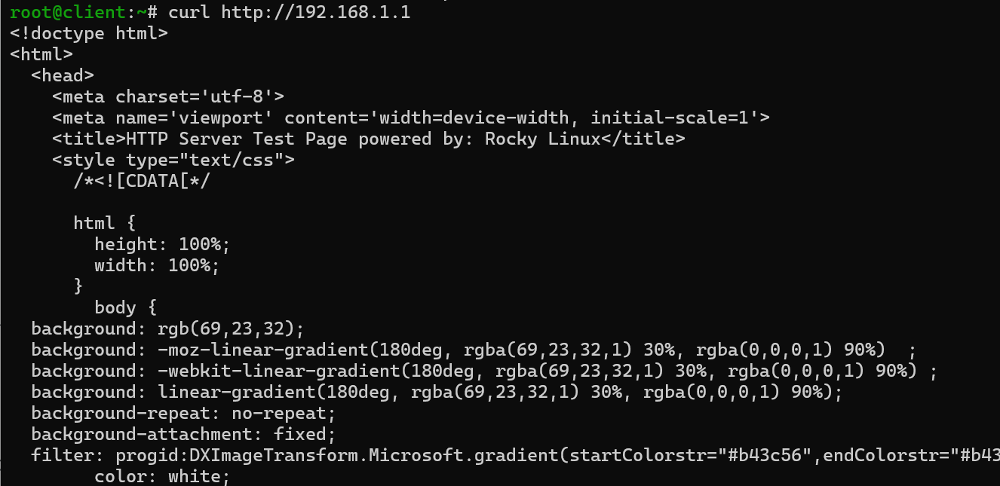 root@client:~# curl http://192.168.1.1
<!doctype html>
<html>
  <head>
    <meta charset='utf-8'>
    <meta name='viewport' content='width=device-width, initial-scale=1'>
    <title>HTTP Server Test Page powered by: Rocky Linux</title>
    <style type="text/css">
      /*<![CDATA[*/

      html {
        height: 100%;
        width: 100%;
      }
        body {
  background: rgb(69,23,32);
  background: -moz-linear-gradient(180deg, rgba(69,23,32,1) 30%, rgba(0,0,0,1) 90%)  ;
  background: -webkit-linear-gradient(180deg, rgba(69,23,32,1) 30%, rgba(0,0,0,1) 90%) ;
  background: linear-gradient(180deg, rgba(69,23,32,1) 30%, rgba(0,0,0,1) 90%);
  background-repeat: no-repeat;
  background-attachment: fixed;
  filter: progid:DXImageTransform.Microsoft.gradient(startColorstr="#b43c56",endColorstr="#b43
        color: white;